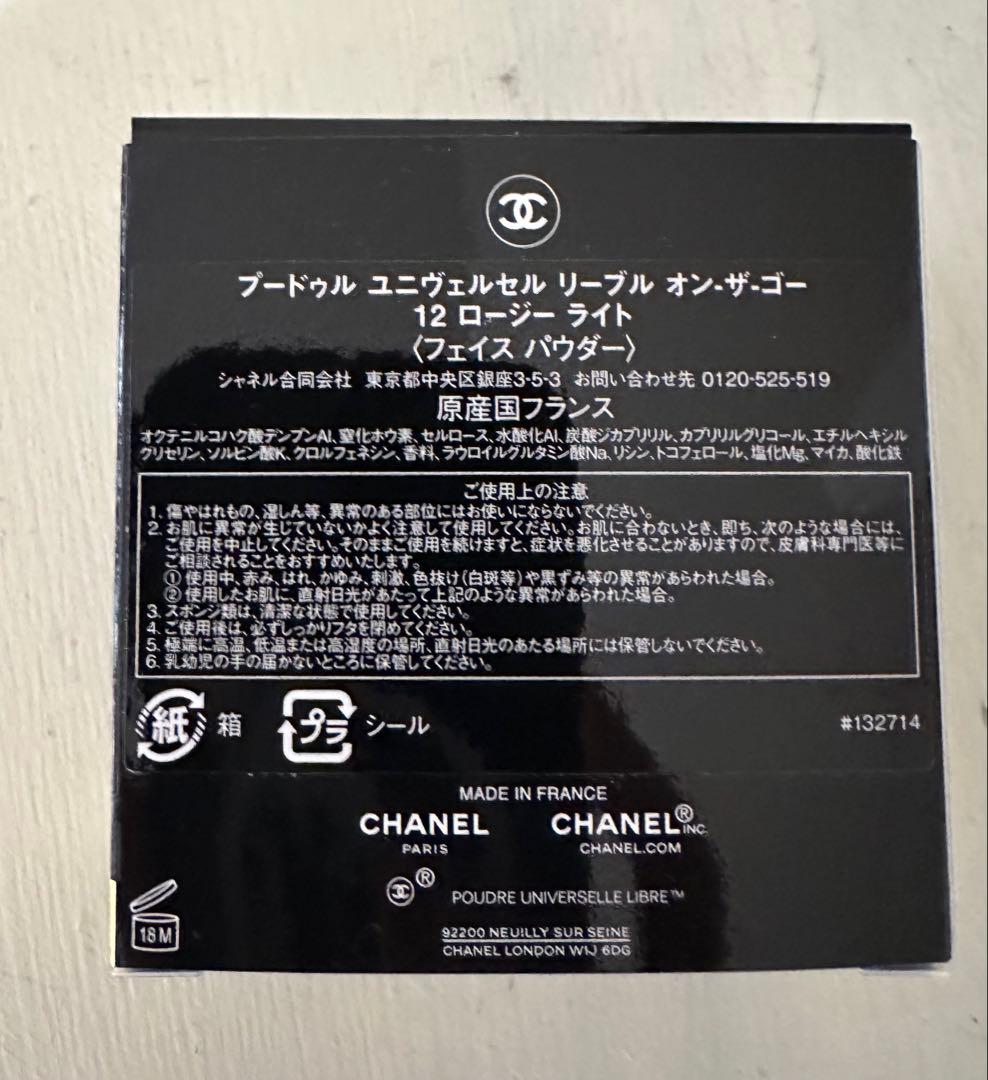 プードゥル ユニヴェルセル リーブル オン-ザ-ゴー
12 ロージー ライト
〈フェイス パウダー〉
シャネル合同会社 東京都中央区銀座3-5-3 お問い合わせ先 0120-525-519
原産国フランス
オクテニルコハク酸デンプンAl、窒化ホウ素、セルロース、水酸化Al、炭酸ジカプリリル、カプリリルグリコール、エチルヘキシル
グリセリン、ソルビン酸K、クロルフェネシン、香料、ラウロイルグルタミン酸Na、リシン、トコフェロール、塩化Mg、マイカ、酸化鉄
ご使用上の注意
1. 傷やはれもの、湿しん等、異常のある部位にはお使いにならないでください。
2. お肌に異常が生じていないかよく注意して使用してください。お肌に合わないとき、即ち、次のような場合には、
ご使用を中止してください。そのままご使用を続けますと、症状を悪化させることがありますので、皮膚科専門医等に
ご相談されることをおすすめいたします。
① 使用中、赤み、はれ、かゆみ、刺激、色抜け(白斑等)や黒ずみ等の異常があらわれた場合。
② 使用したお肌に、直射日光があたって上記のような異常があらわれた場合。
3. スポンジ類は、清潔な状態で使用してください。
4. ご使用後は、必ずしっかりフタを閉めてください。
5. 極端に高温、低温または高湿度の場所、直射日光のあたる場所には保管しないでください。
6. 乳幼児の手の届かないところに保管してください。
紙 箱 プラ シール #132714
MADE IN FRANCE
CHANEL CHANEL® INC.
PARIS CHANEL.COM
® POUDRE UNIVERSELLE LIBRE™
18 M
92200 NEUILLY SUR SEINE
CHANEL LONDON W1J 6DG